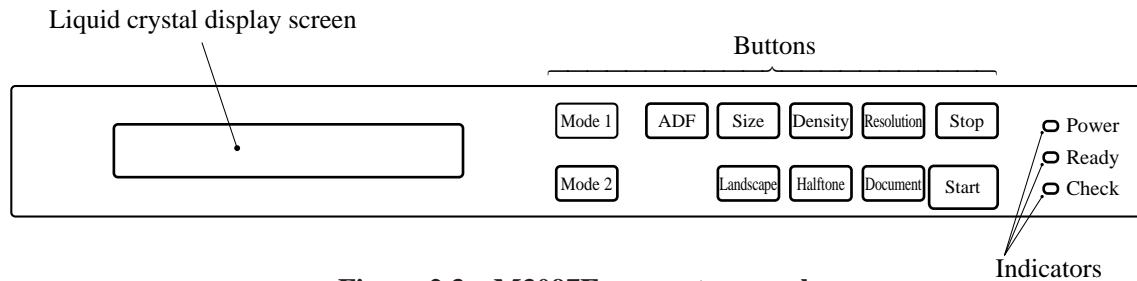 Liquid crystal display screen
Buttons
Mode 1 ADF Size Density Resolution Stop
Power
Ready
Mode 2 Landscape Halftone Document Start
Check
Indicators